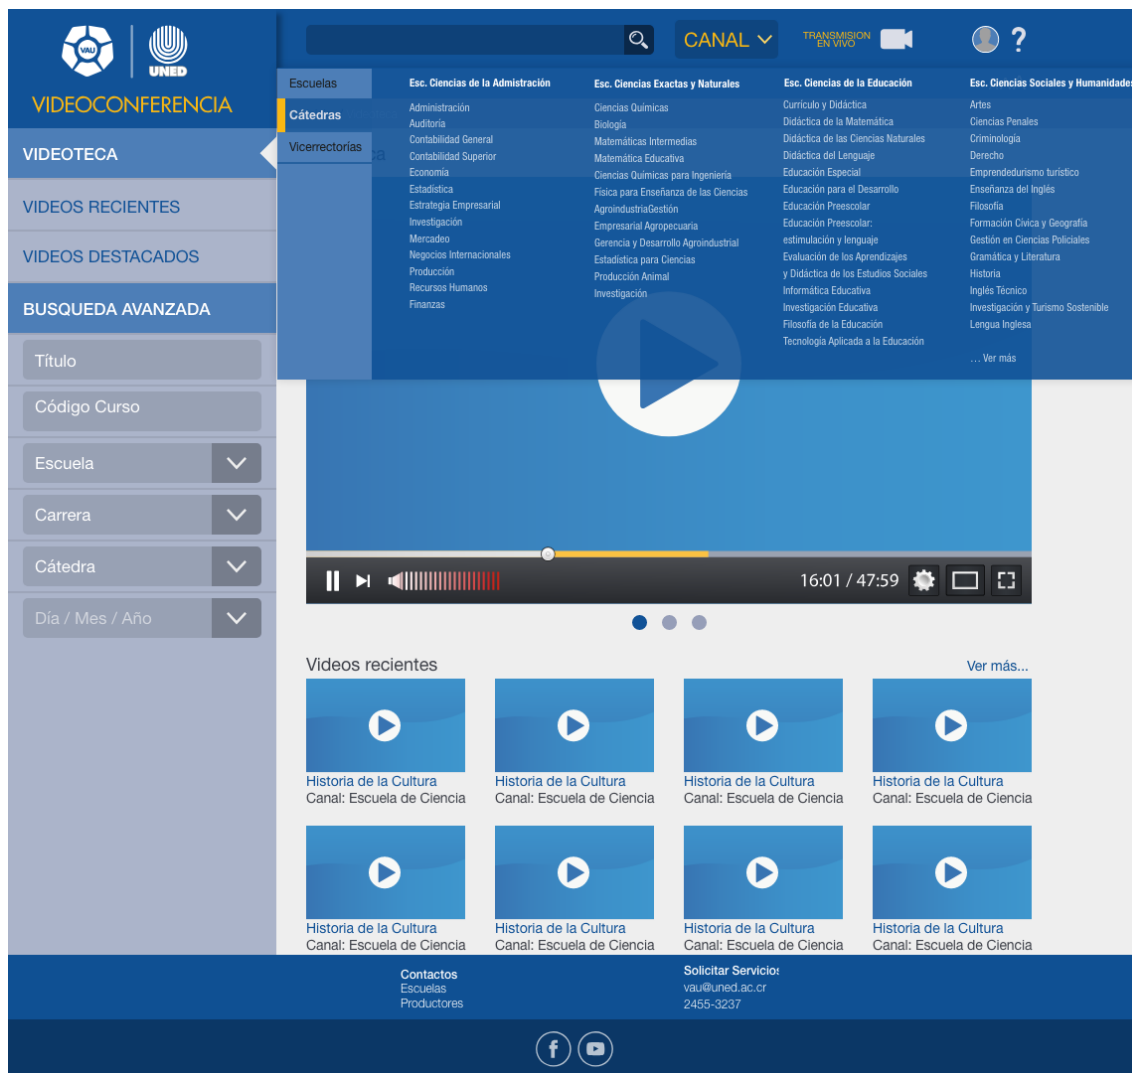 VAU
UNED
VIDEOCONFERENCIA
CANAL
TRANSMISION
EN VIVO
?
VIDEOTECA
VIDEOS RECIENTES
VIDEOS DESTACADOS
BUSQUEDA AVANZADA
Título
Código Curso
Escuela
Carrera
Cátedra
Día / Mes / Año
Escuelas
Cátedras
Vicerrectorías
Esc. Ciencias de la Admistración
Administración
Auditoría
Contabilidad General
Contabilidad Superior
Economía
Estadística
Estrategia Empresarial
Investigación
Mercadeo
Negocios Internacionales
Producción
Recursos Humanos
Finanzas
Esc. Ciencias Exactas y Naturales
Ciencias Químicas
Biología
Matemáticas Intermedias
Matemática Educativa
Ciencias Químicas para Ingeniería
Física para Enseñanza de las Ciencias
AgroindustriaGestión
Empresarial Agropecuaria
Gerencia y Desarrollo Agroindustrial
Estadística para Ciencias
Producción Animal
Investigación
Esc. Ciencias de la Educación
Currículo y Didáctica
Didáctica de la Matemática
Didáctica de las Ciencias Naturales
Didáctica del Lenguaje
Educación Especial
Educación para el Desarrollo
Educación Preescolar
Educación Preescolar:
estimulación y lenguaje
Evaluación de los Aprendizajes
y Didáctica de los Estudios Sociales
Informática Educativa
Investigación Educativa
Filosofía de la Educación
Tecnología Aplicada a la Educación
Esc. Ciencias Sociales y Humanidades
Artes
Ciencias Penales
Criminología
Derecho
Emprendedurismo turístico
Enseñanza del Inglés
Filosofía
Formación Cívica y Geografía
Gestión en Ciencias Policiales
Gramática y Literatura
Historia
Inglés Técnico
Investigación y Turismo Sostenible
Lengua Inglesa
... Ver más
16:01 / 47:59
Videos recientes
Ver más...
Historia de la Cultura
Canal: Escuela de Ciencia
Historia de la Cultura
Canal: Escuela de Ciencia
Historia de la Cultura
Canal: Escuela de Ciencia
Historia de la Cultura
Canal: Escuela de Ciencia
Historia de la Cultura
Canal: Escuela de Ciencia
Historia de la Cultura
Canal: Escuela de Ciencia
Historia de la Cultura
Canal: Escuela de Ciencia
Historia de la Cultura
Canal: Escuela de Ciencia
Contactos
Escuelas
Productores
Solicitar Servicios
vau@uned.ac.cr
2455-3237